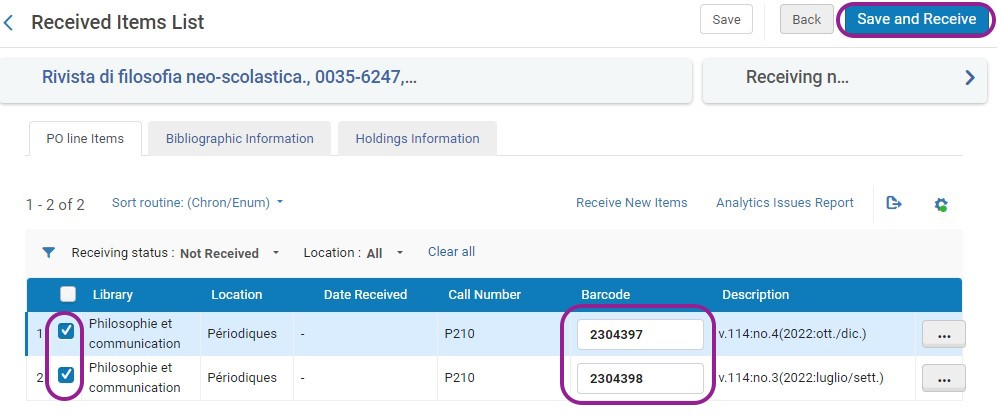 Received Items List
Save
Back
Save and Receive
Rivista di filosofia neo-scolastica., 0035-6247,...
Receiving n...
PO line Items
Bibliographic Information
Holdings Information
1 - 2 of 2
Sort routine: (Chron/Enum)
Receive New Items
Analytics Issues Report
Receiving status : Not Received
Location : All
Clear all
Library Location Date Received Call Number Barcode Description
1 Philosophie et communication Périodiques - P210 2304397 v.114:no.4(2022:ott./dic.) ...
2 Philosophie et communication Périodiques - P210 2304398 v.114:no.3(2022:luglio/sett.) ...